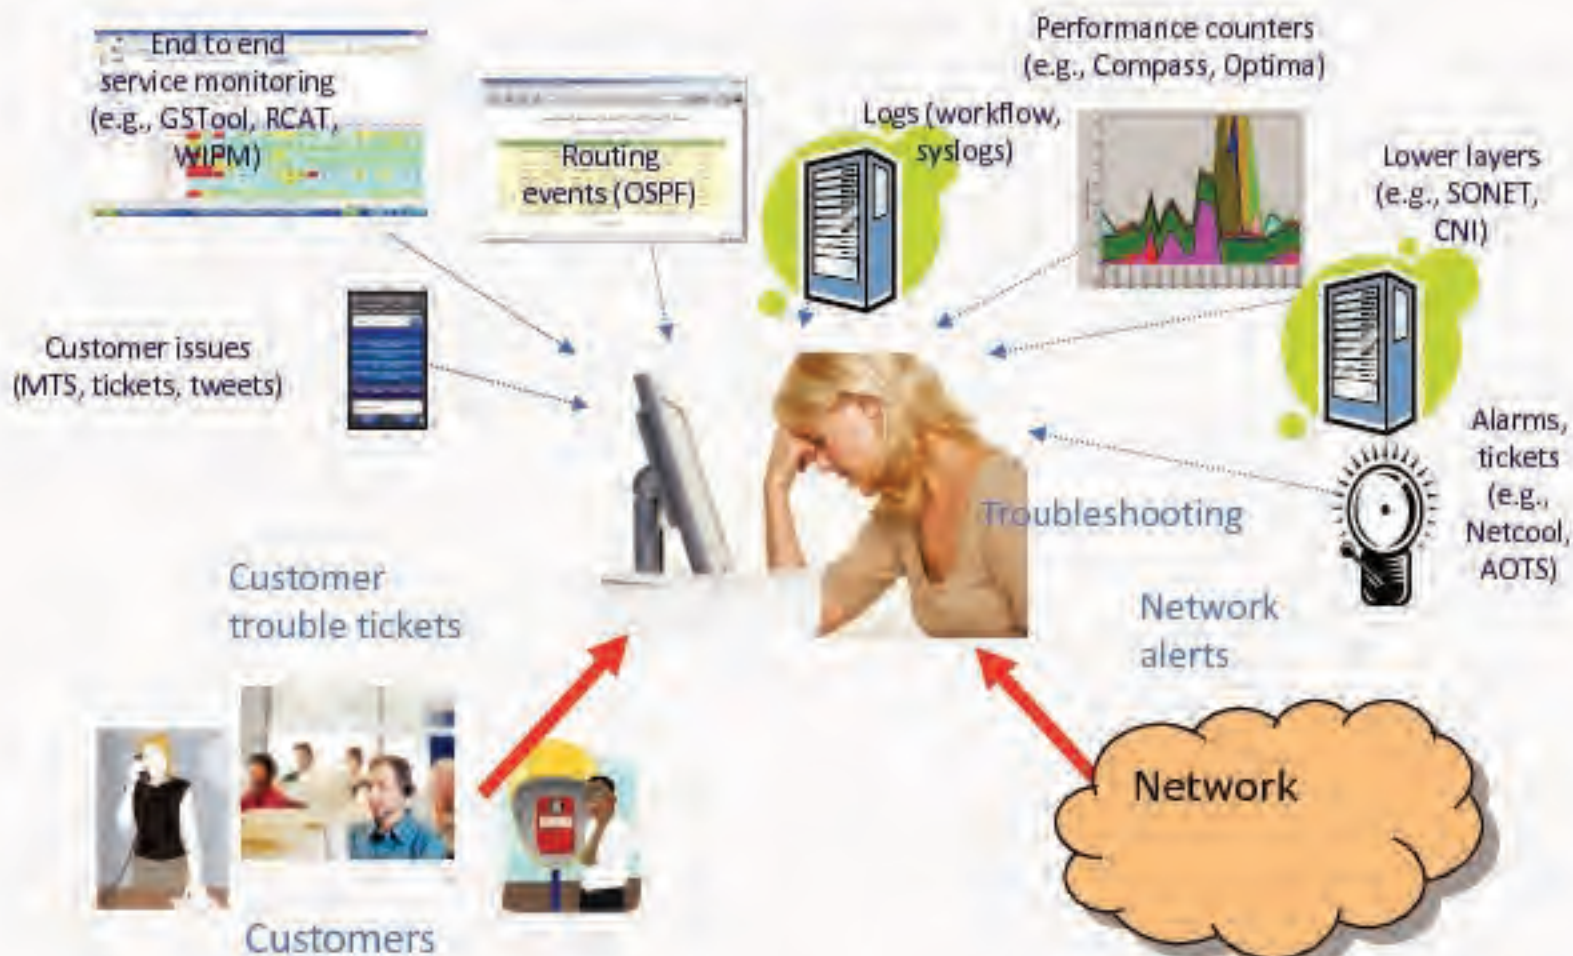 End to end
service monitoring
(e.g., GSTool, RCAT,
WIPM)
Routing
events (OSPF)
Logs (workflow,
syslogs)
Performance counters
(e.g., Compass, Optima)
Lower layers
(e.g., SONET,
CNI)
Customer issues
(MTS, tickets, tweets)
Alarms,
tickets
(e.g.,
Netcool,
AOTS)
Troubleshooting
Customer
trouble tickets
Network
alerts
Network
Customers